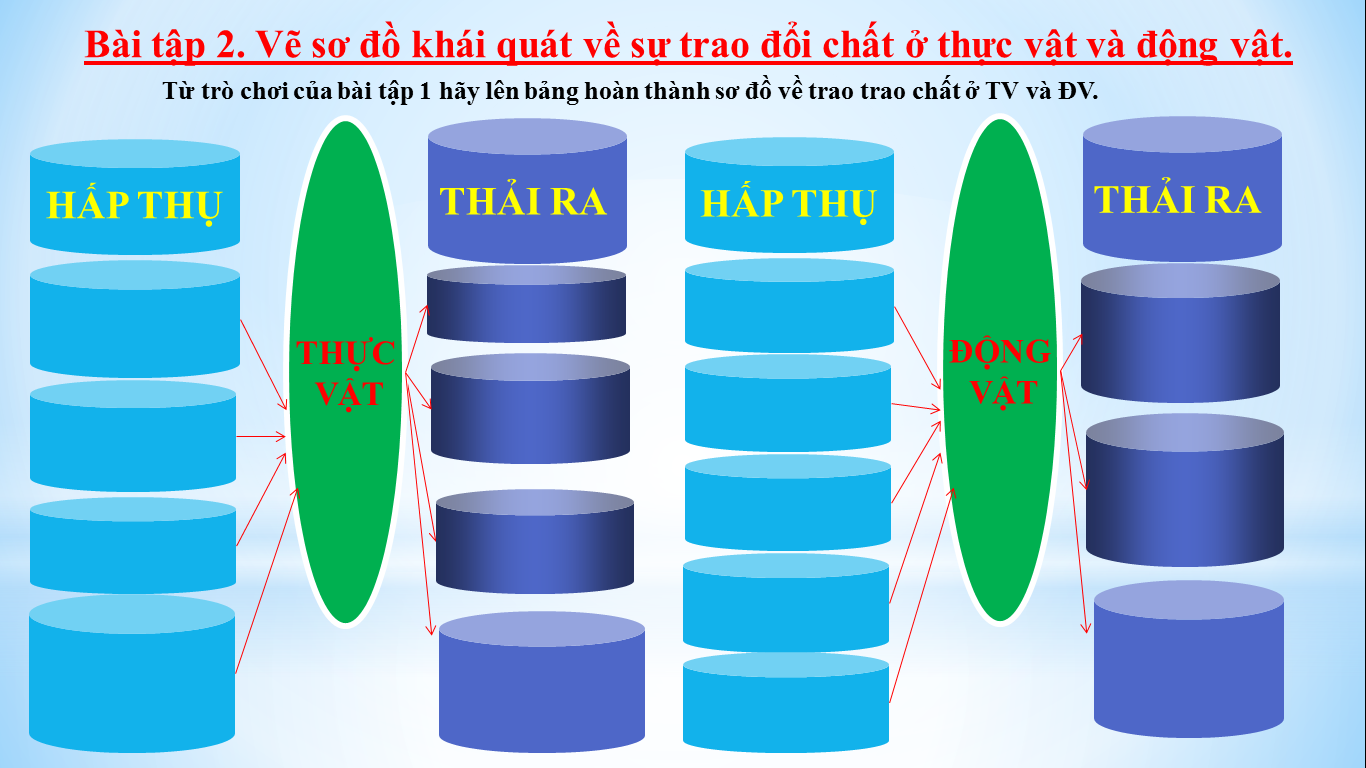 Bài tập 2. Vẽ sơ đồ khái quát về sự trao đổi chất ở thực vật và động vật.
Từ trò chơi của bài tập 1 hãy lên bảng hoàn thành sơ đồ về trao trao chất ở TV và ĐV.
HẤP THỤ
THẢI RA
HẤP THỤ
THẢI RA
THỰC
VẬT
ĐỘNG
VẬT